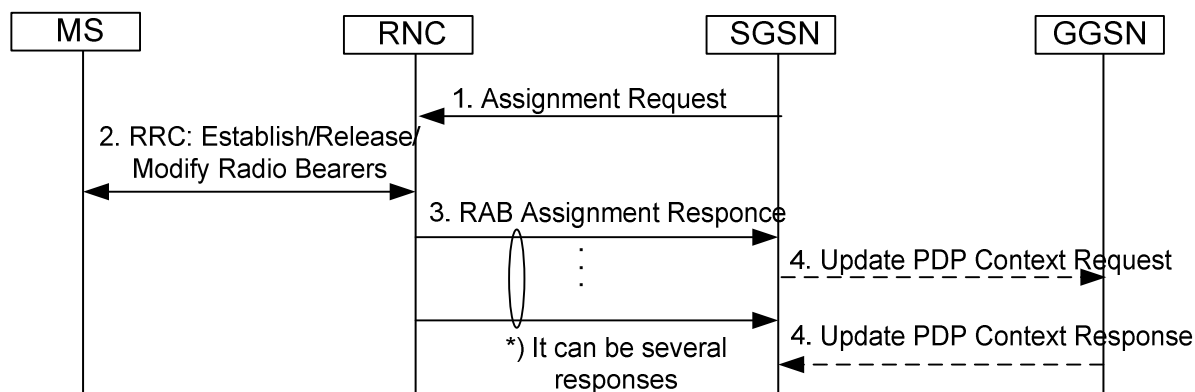 MS
RNC
SGSN
GGSN
1. Assignment Request
2. RRC: Establish/Release/
Modify Radio Bearers
3. RAB Assignment Responce
4. Update PDP Context Request
4. Update PDP Context Response
*) It can be several
responses